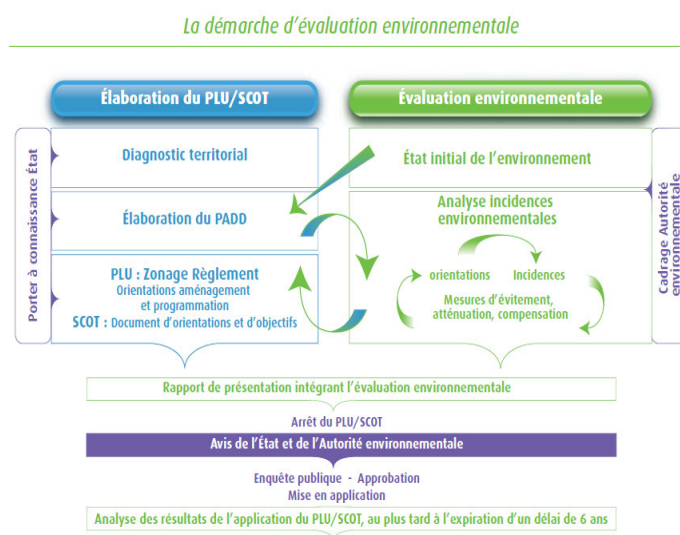 La démarche d'évaluation environnementale
Élaboration du PLU/SCOT
Évaluation environnementale
Porter à connaissance État
Diagnostic territorial
Élaboration du PADD
PLU : Zonage Règlement
Orientations aménagement
et programmation
SCOT : Document d'orientations et d'objectifs
État initial de l'environnement
Analyse incidences
environnementales
orientations Incidences
Mesures d'évitement,
atténuation, compensation
Cadrage Autorité
environnementale
Rapport de présentation intégrant l'évaluation environnementale
Arrêt du PLU/SCOT
Avis de l'État et de l'Autorité environnementale
Enquête publique - Approbation
Mise en application
Analyse des résultats de l'application du PLU/SCOT, au plus tard à l'expiration d'un délai de 6 ans